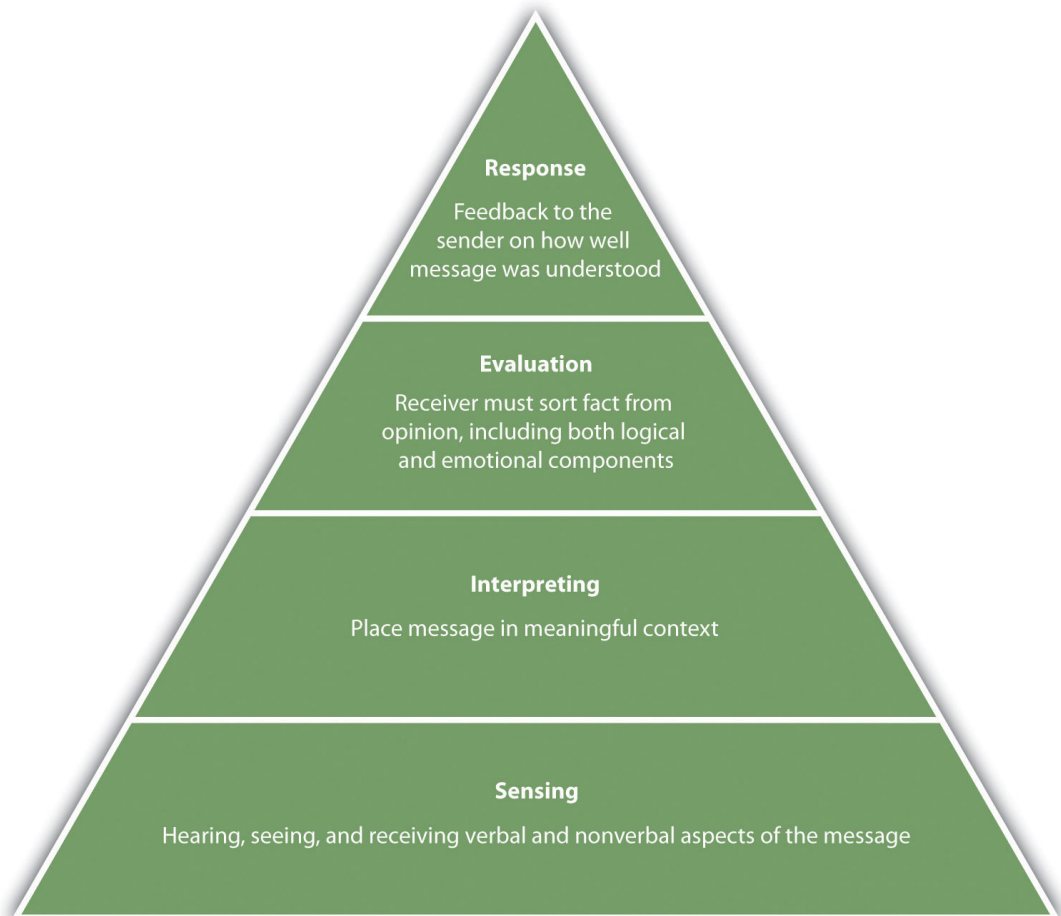 Response
Feedback to the
sender on how well
message was understood
Evaluation
Receiver must sort fact from
opinion, including both logical
and emotional components
Interpreting
Place message in meaningful context
Sensing
Hearing, seeing, and receiving verbal and nonverbal aspects of the message